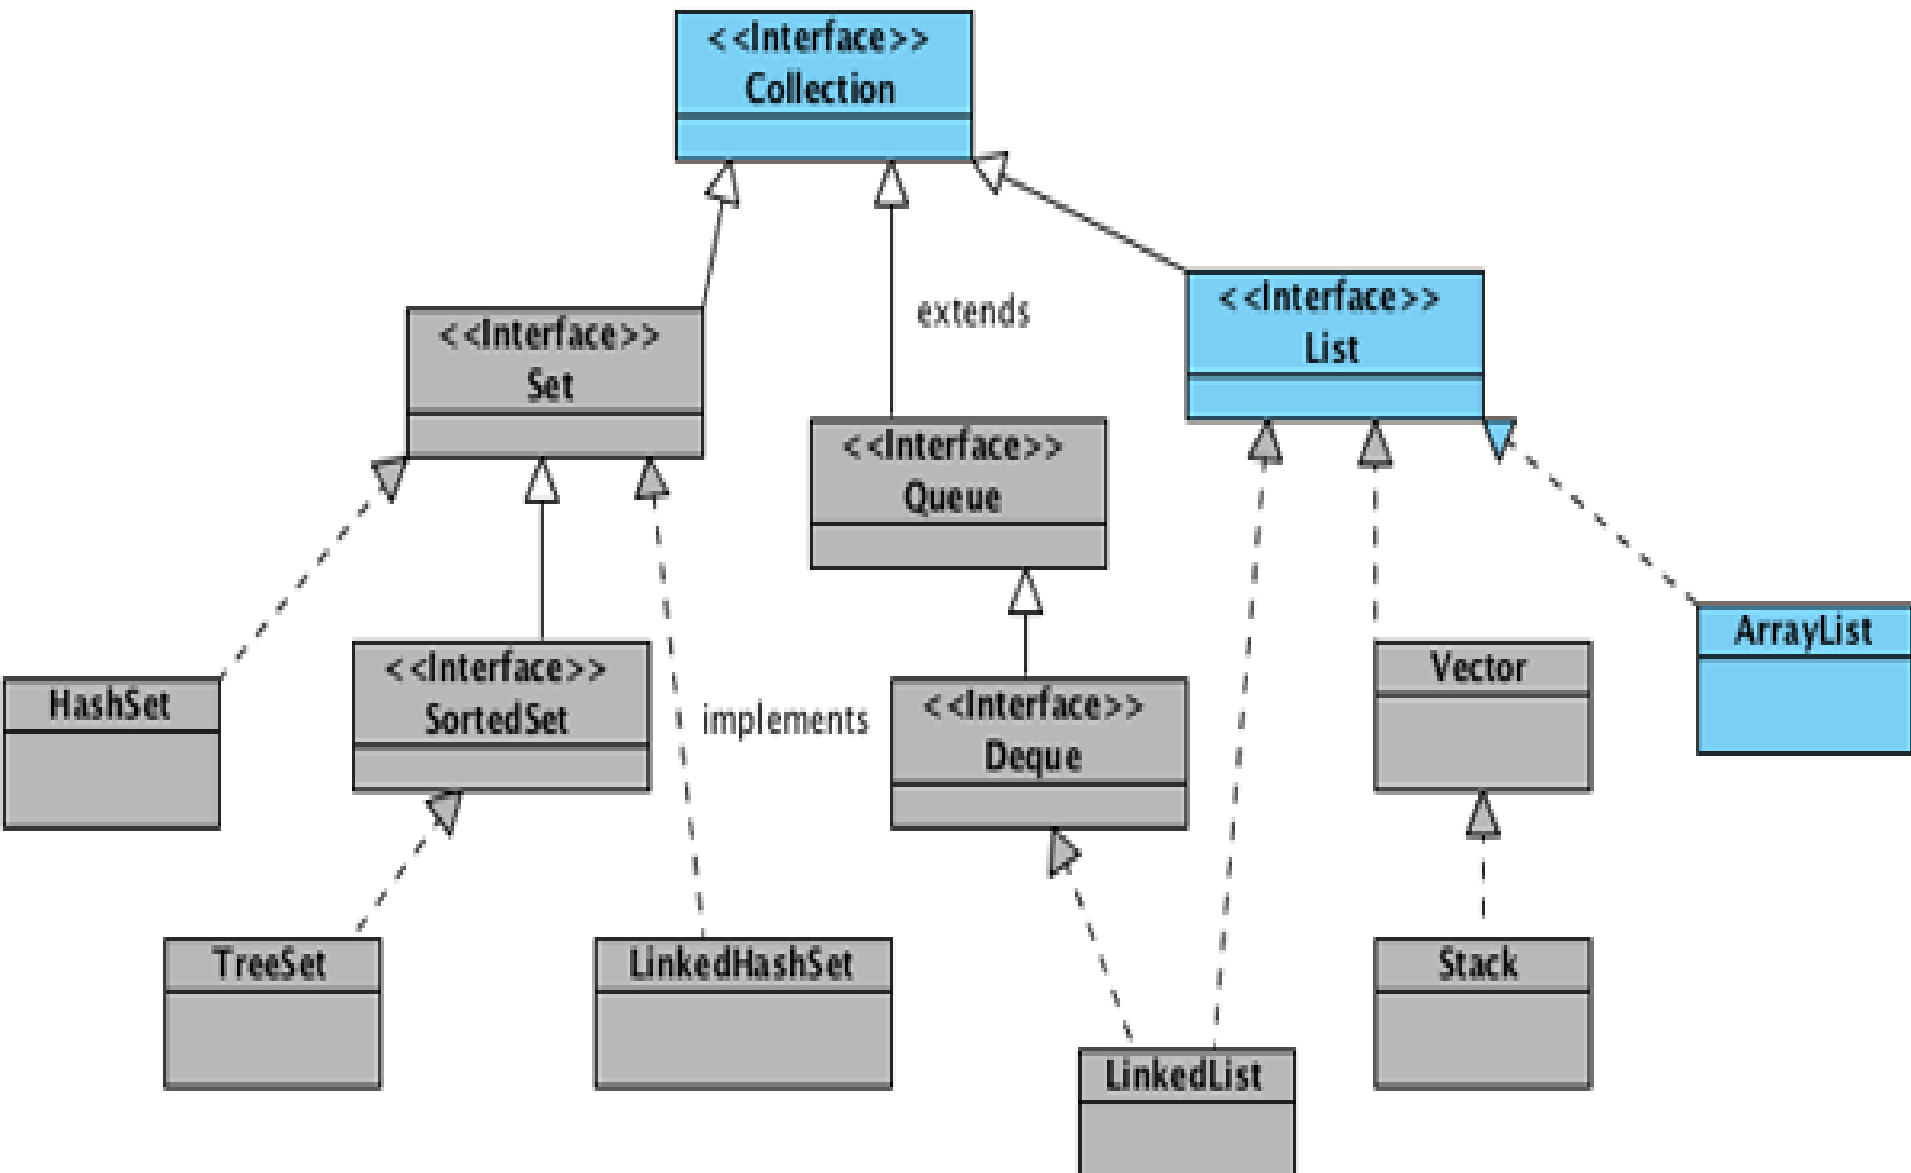 <<Interface>>
Collection
<<Interface>>
List
extends
<<Interface>>
Set
<<Interface>>
Queue
ArrayList
<<Interface>>
SortedSet
Vector
HashSet
implements
<<Interface>>
Deque
TreeSet
LinkedHashSet
Stack
LinkedList